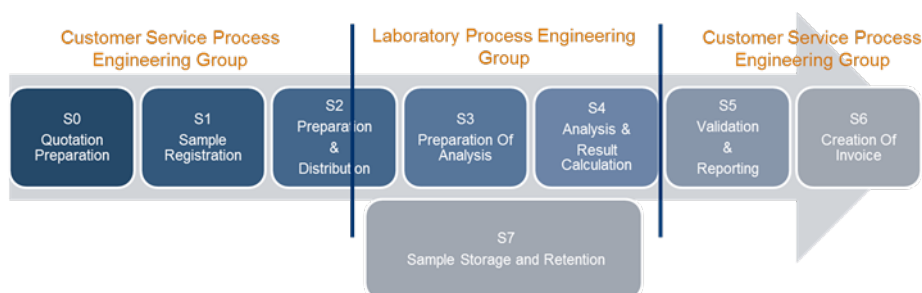 Customer Service Process
Engineering Group
Laboratory Process Engineering
Group
Customer Service Process
Engineering Group
S0
Quotation
Preparation
S1
Sample
Registration
S2
Preparation
&
Distribution
S3
Preparation Of
Analysis
S4
Analysis &
Result
Calculation
S5
Validation
&
Reporting
S6
Creation Of
Invoice
S7
Sample Storage and Retention